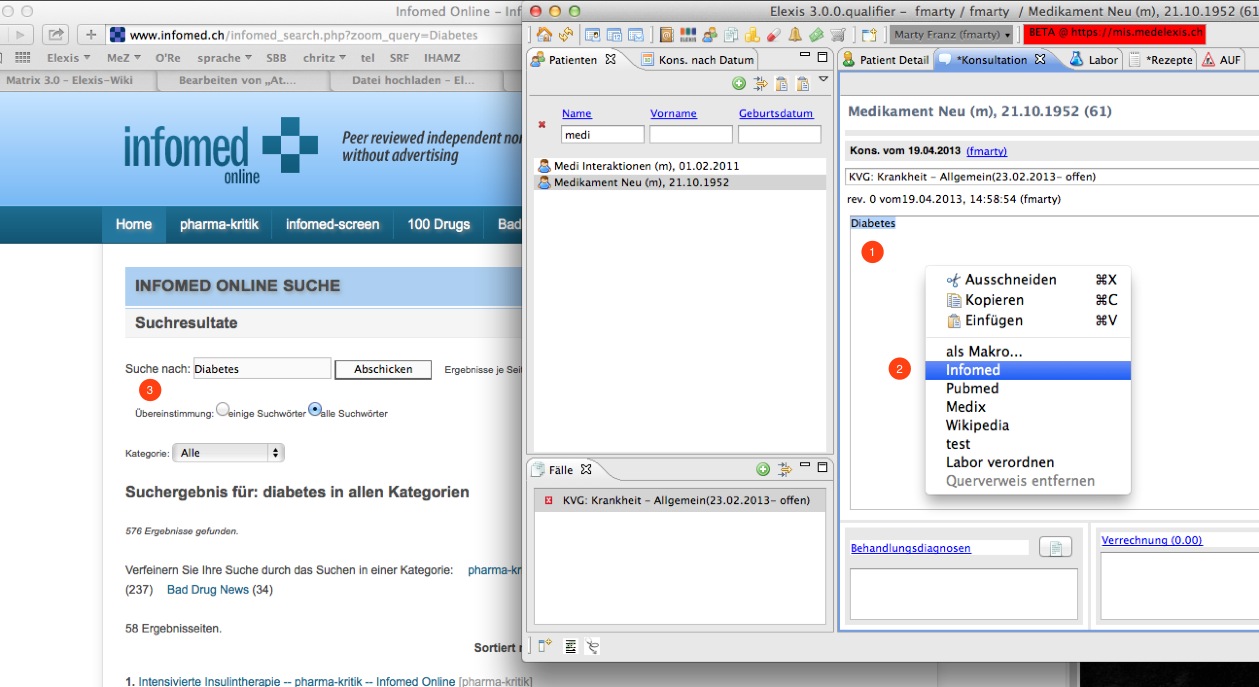 Infomed Online – Inf
www.infomed.ch/infomed_search.php?zoom_query=Diabetes
Elexis MeZ O'Re sprache SBB chritz tel SRF IHAMZ
Matrix 3.0 – Elexis-Wiki Bearbeiten von „At... Datei hochladen – El...
infomed
online
Peer reviewed independent nor
without advertising
Home pharma-kritik infomed-screen 100 Drugs Bad
INFOMED ONLINE SUCHE
Suchresultate
Suche nach: Diabetes Abschicken Ergebnisse je Seit
3
Übereinstimmung: einige Suchwörter alle Suchwörter
Kategorie: Alle
Suchergebnis für: diabetes in allen Kategorien
576 Ergebnisse gefunden.
Verfeinern Sie Ihre Suche durch das Suchen in einer Kategorie: pharma-kr
(237) Bad Drug News (34)
58 Ergebnisseiten.
Sortiert
1. Intensivierte Insulintherapie -- pharma-kritik -- Infomed Online [pharma-kritik]
Elexis 3.0.0.qualifier – fmarty / fmarty / Medikament Neu (m), 21.10.1952 (61)
Marty Franz (fmarty) BETA @ https://mis.medelexis.ch
Patienten Kons. nach Datum
Name Vorname Geburtsdatum
medi
Medi Interaktionen (m), 01.02.2011
Medikament Neu (m), 21.10.1952
Fälle
KVG: Krankheit – Allgemein(23.02.2013– offen)
Patient Detail *Konsultation Labor *Rezepte AUF
Medikament Neu (m), 21.10.1952 (61)
Kons. vom 19.04.2013 (fmarty)
KVG: Krankheit – Allgemein(23.02.2013– offen)
rev. 0 vom19.04.2013, 14:58:54 (fmarty)
Diabetes
1
Ausschneiden ⌘X
Kopieren ⌘C
Einfügen ⌘V
als Makro...
2
Infomed
Pubmed
Medix
Wikipedia
test
Labor verordnen
Querverweis entfernen
Behandlungsdiagnosen
Verrechnung (0.00)